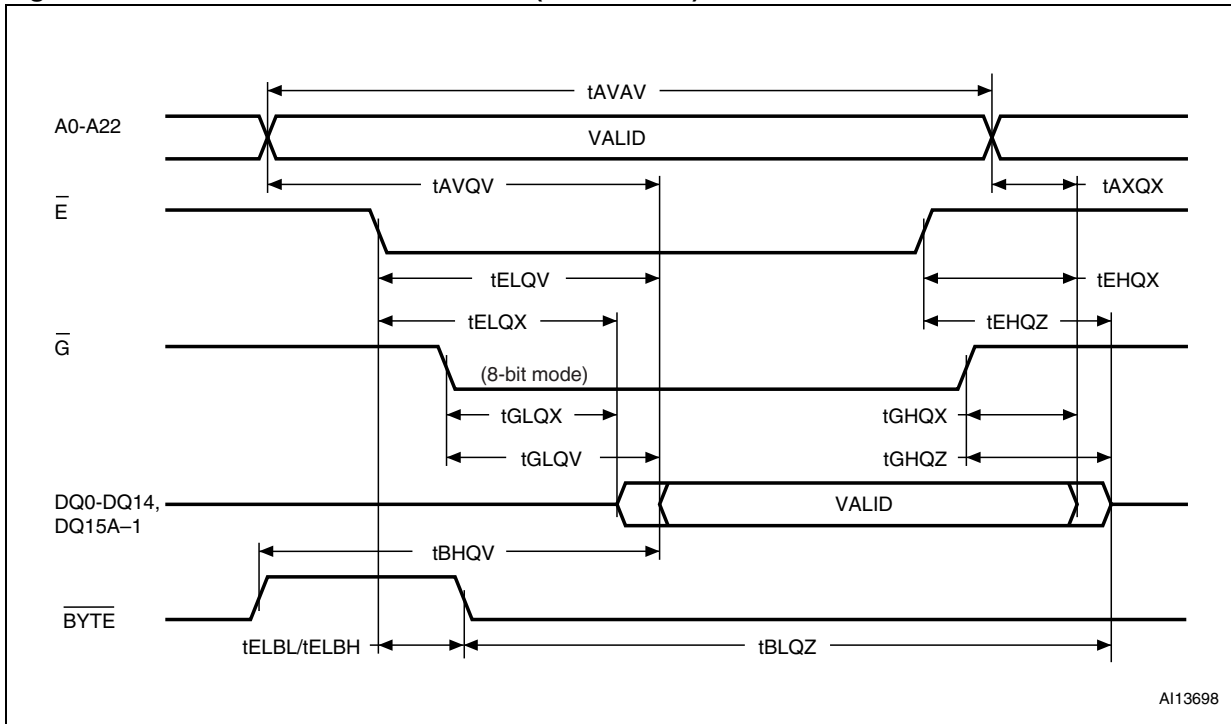 tAVAV
A0-A22
VALID
tAVQV
tAXQX
E
tELQV
tEHQX
tELQX
tEHQZ
G
(8-bit mode)
tGLQX
tGHQX
tGLQV
tGHQZ
DQ0-DQ14,
DQ15A–1
VALID
tBHQV
BYTE
tELBL/tELBH
tBLQZ
AI13698